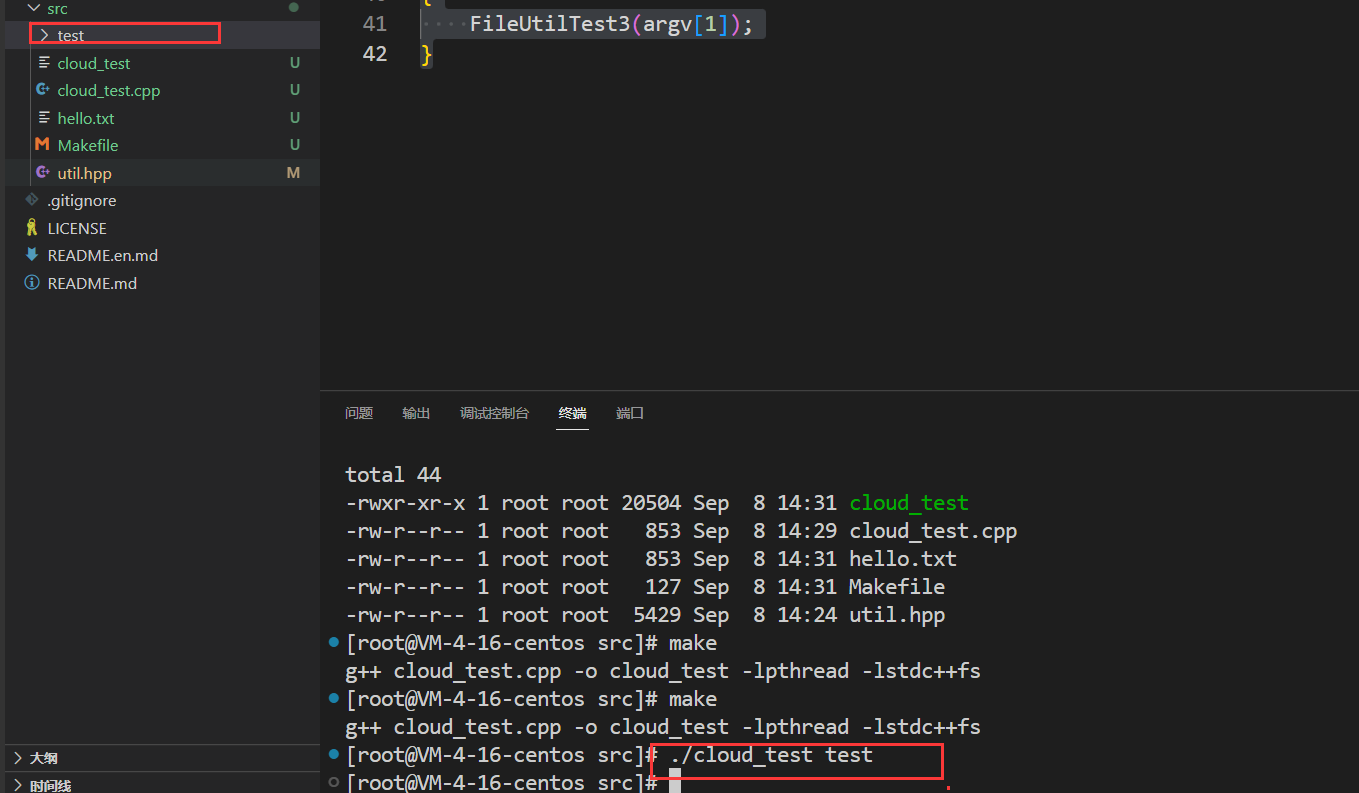 src
test
cloud_test U
cloud_test.cpp U
hello.txt U
Makefile U
util.hpp M
.gitignore
LICENSE
README.en.md
README.md
大纲
时间线
{
41 FileUtilTest3(argv[1]);
42 }
问题 输出 调试控制台 终端 端口
total 44
-rwxr-xr-x 1 root root 20504 Sep  8 14:31 cloud_test
-rw-r--r-- 1 root root   853 Sep  8 14:29 cloud_test.cpp
-rw-r--r-- 1 root root   853 Sep  8 14:31 hello.txt
-rw-r--r-- 1 root root   127 Sep  8 14:31 Makefile
-rw-r--r-- 1 root root  5429 Sep  8 14:24 util.hpp
[root@VM-4-16-centos src]# make
g++ cloud_test.cpp -o cloud_test -lpthread -lstdc++fs
[root@VM-4-16-centos src]# make
g++ cloud_test.cpp -o cloud_test -lpthread -lstdc++fs
[root@VM-4-16-centos src]# ./cloud_test test
[root@VM-4-16-centos src]#